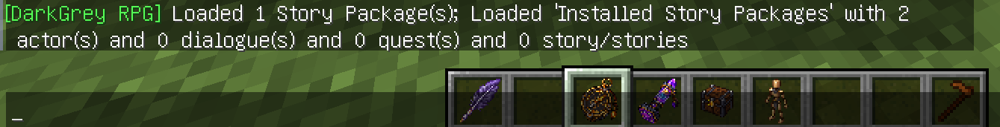 [DarkGrey RPG] Loaded 1 Story Package(s); Loaded 'Installed Story Packages' with 2
actor(s) and 0 dialogue(s) and 0 quest(s) and 0 story/stories
_